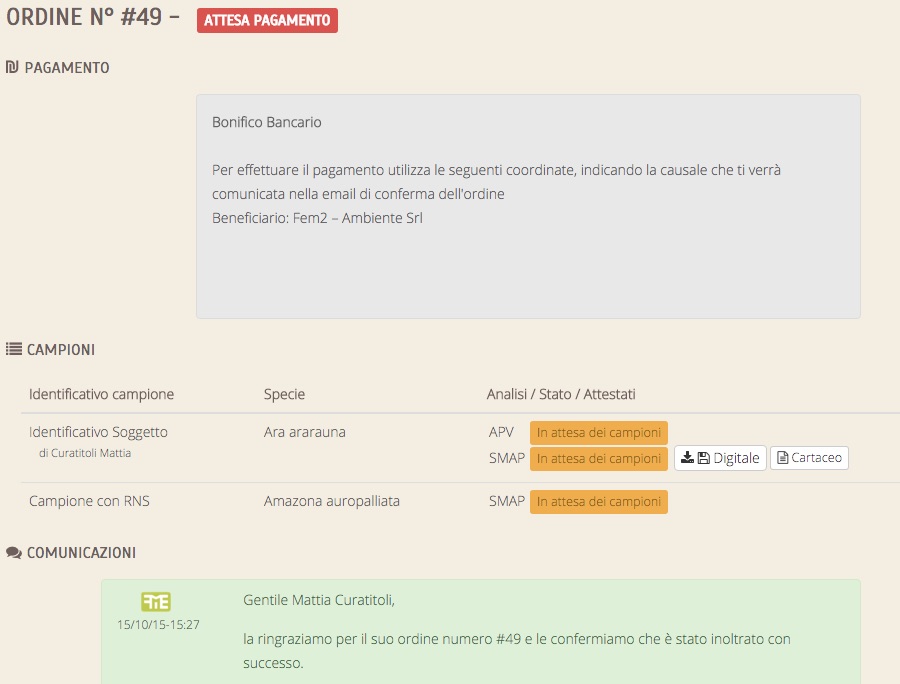 ORDINE N° #49 – ATTESA PAGAMENTO
PAGAMENTO
Bonifico Bancario
Per effettuare il pagamento utilizza le seguenti coordinate, indicando la causale che ti verrà
comunicata nella email di conferma dell'ordine
Beneficiario: Fem2 – Ambiente Srl
CAMPIONI
Identificativo campione Specie Analisi / Stato / Attestati
Identificativo Soggetto Ara ararauna APV In attesa dei campioni
di Curatitoli Mattia SMAP In attesa dei campioni Digitale Cartaceo
Campione con RNS Amazona auropalliata SMAP In attesa dei campioni
COMUNICAZIONI
Gentile Mattia Curatitoli,
15/10/15-15:27
la ringraziamo per il suo ordine numero #49 e le confermiamo che è stato inoltrato con
successo.